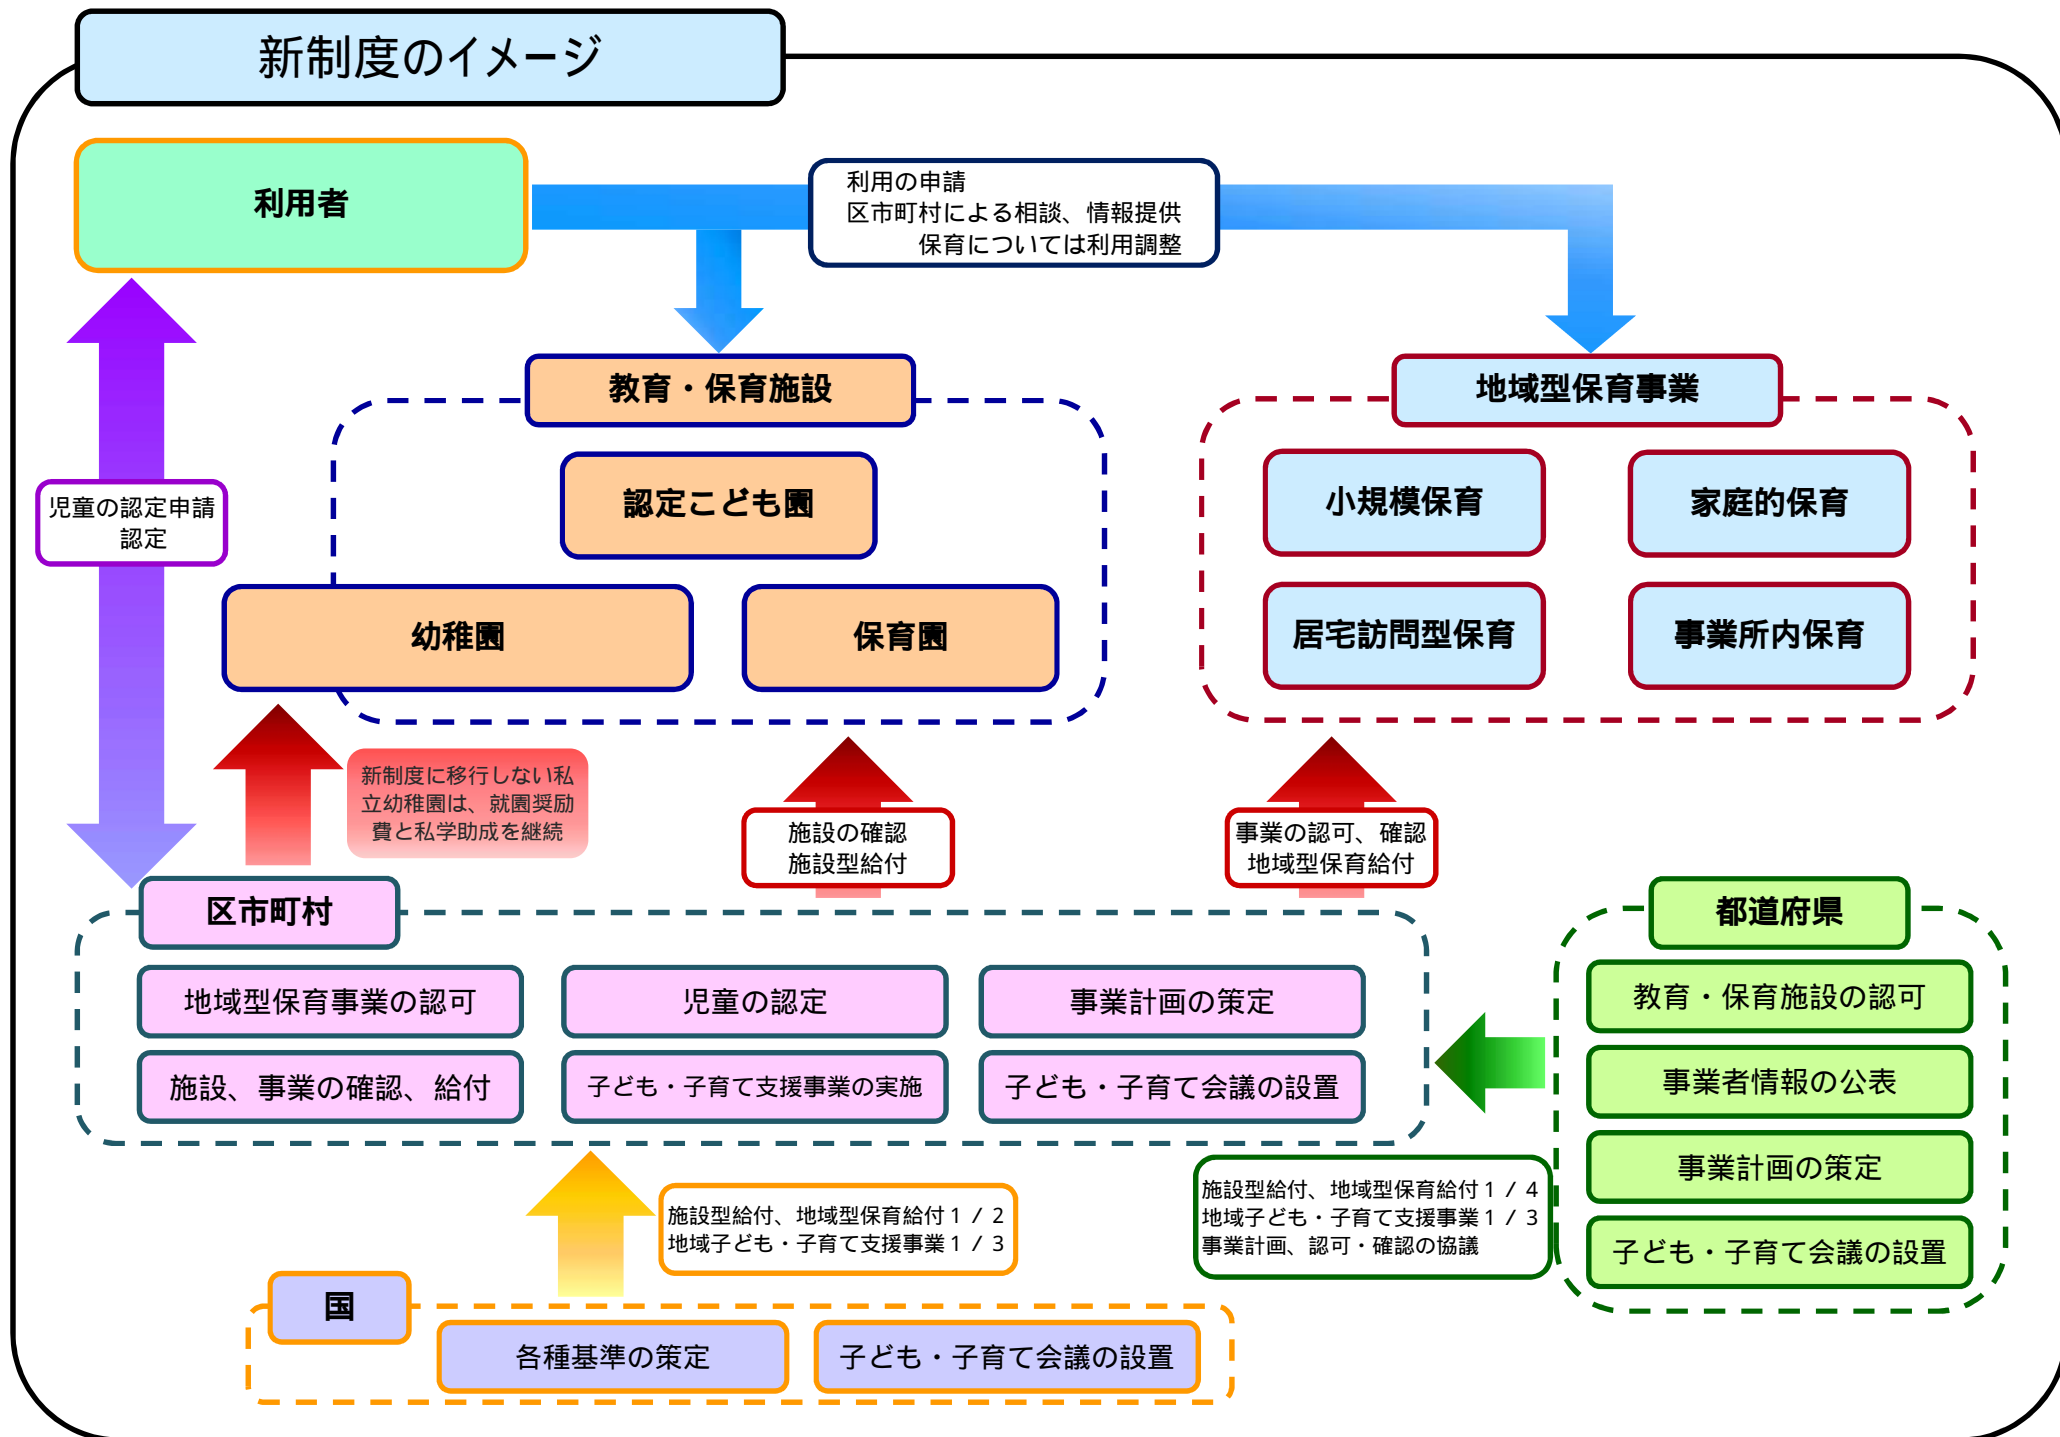 新制度のイメージ
利用者
利用の申請
区市町村による相談、情報提供
保育については利用調整
教育・保育施設
地域型保育事業
認定こども園
小規模保育
家庭的保育
児童の認定申請
認定
幼稚園
保育園
居宅訪問型保育
事業所内保育
新制度に移行しない私
立幼稚園は、就園奨励
費と私学助成を継続
施設の確認
施設型給付
事業の認可、確認
地域型保育給付
区市町村
都道府県
地域型保育事業の認可
児童の認定
事業計画の策定
教育・保育施設の認可
施設、事業の確認、給付
子ども・子育て支援事業の実施
子ども・子育て会議の設置
事業者情報の公表
事業計画の策定
子ども・子育て会議の設置
施設型給付、地域型保育給付1/2
地域子ども・子育て支援事業1/3
施設型給付、地域型保育給付1/4
地域子ども・子育て支援事業1/3
事業計画、認可・確認の協議
国
各種基準の策定
子ども・子育て会議の設置